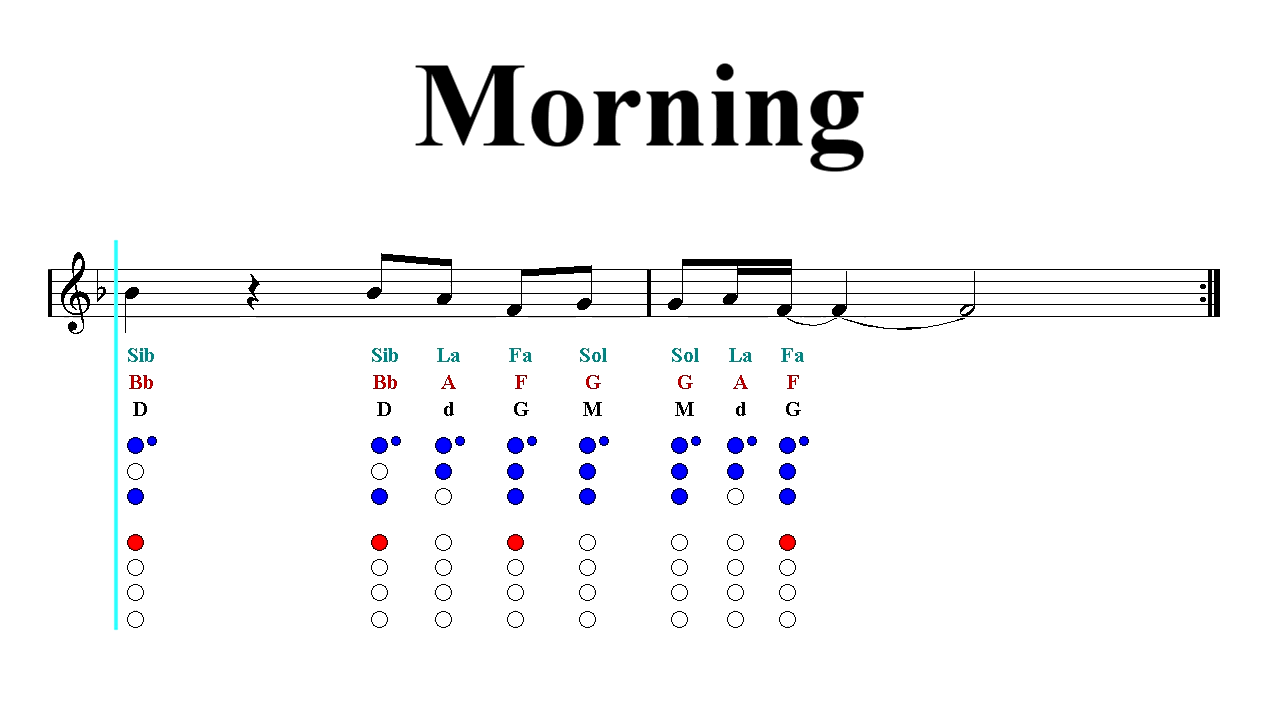 Morning
Sib Sib La Fa Sol Sol La Fa
Bb Bb A F G G A F
D D d G M M d G